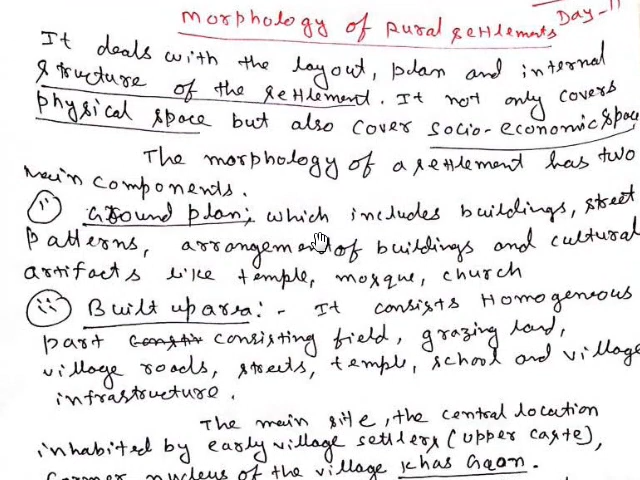 Morphology of rural settlements Day-11
It deals with the layout, plan and internal
structure of the settlement. It not only covers
physical space but also cover socio-economic space
The morphology of a settlement has two
main components.
(i) Ground plan; which includes buildings, street
patterns, arrangement of buildings and cultural
artifacts like temple, mosque, church
(ii) Built up area:- It consists Homogeneous
part consisting field, grazing land,
village roads, streets, temple, school and village
infrastructure.
The main site, the central location
inhabited by early village settlers (upper caste),
former nucleus of the village Khas Gaon.